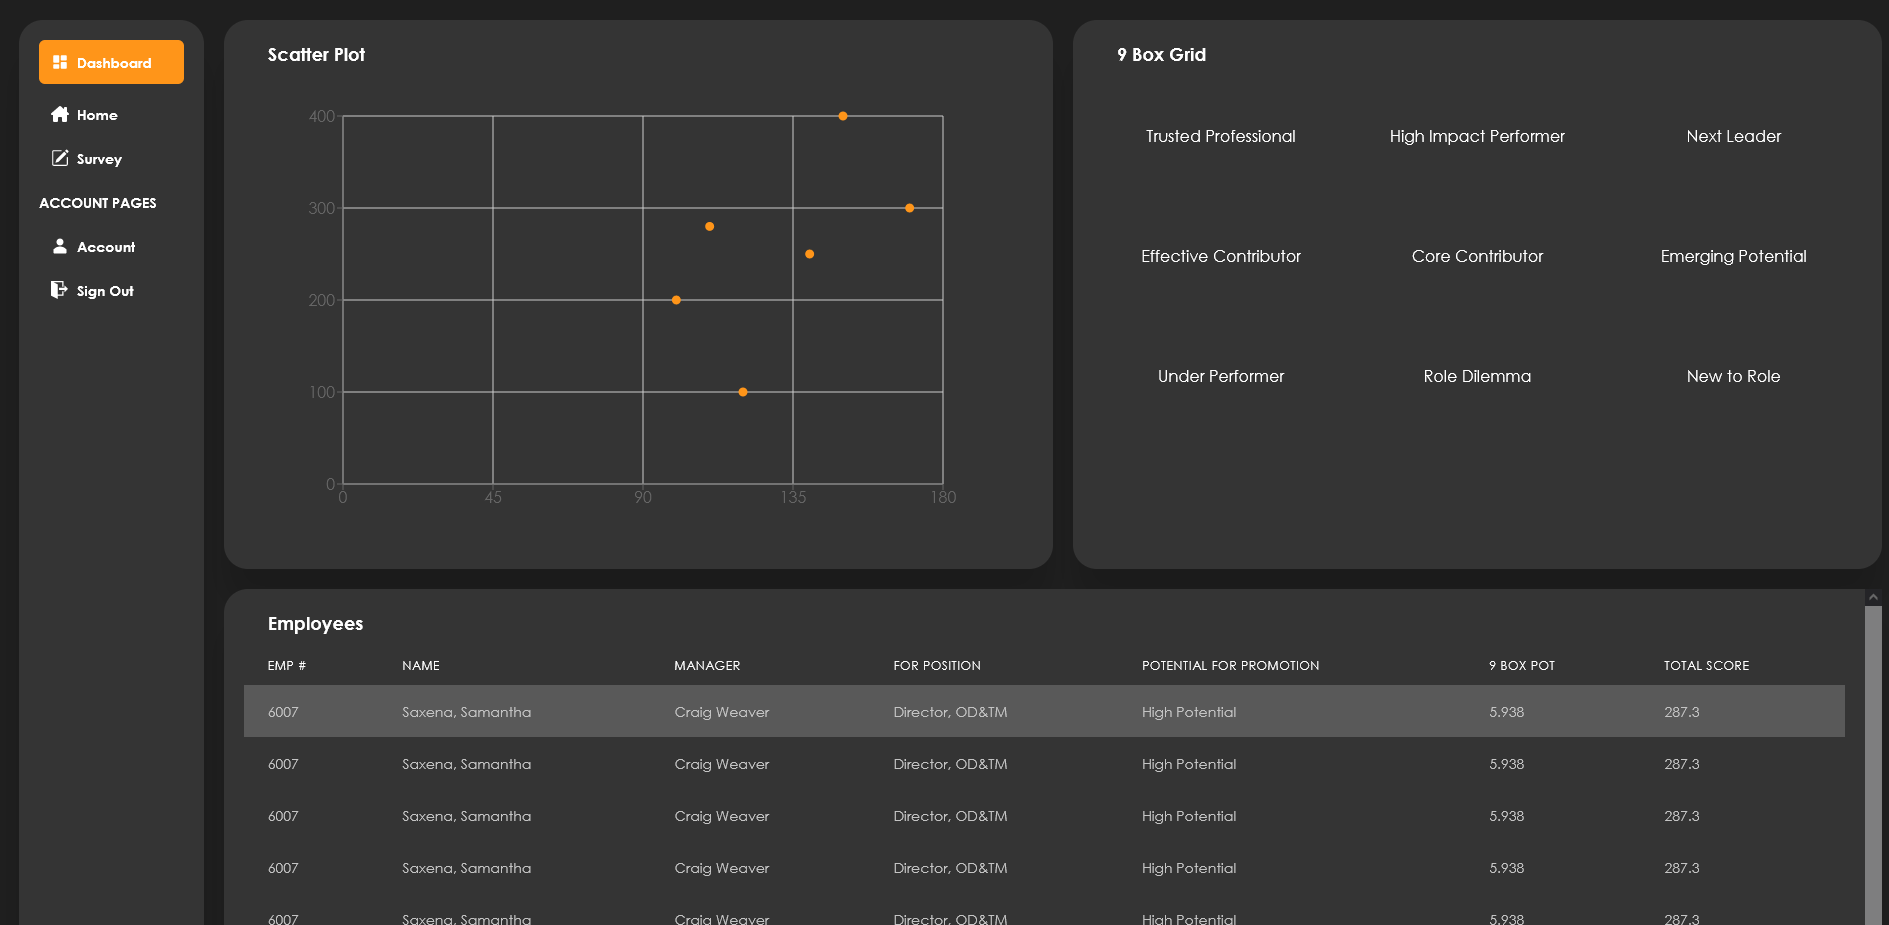 Dashboard
Home
Survey
ACCOUNT PAGES
Account
Sign Out
Scatter Plot
400
300
200
100
0
0 45 90 135 180
9 Box Grid
Trusted Professional High Impact Performer Next Leader
Effective Contributor Core Contributor Emerging Potential
Under Performer Role Dilemma New to Role
Employees
EMP # NAME MANAGER FOR POSITION POTENTIAL FOR PROMOTION 9 BOX POT TOTAL SCORE
6007 Saxena, Samantha Craig Weaver Director, OD&TM High Potential 5.938 287.3
6007 Saxena, Samantha Craig Weaver Director, OD&TM High Potential 5.938 287.3
6007 Saxena, Samantha Craig Weaver Director, OD&TM High Potential 5.938 287.3
6007 Saxena, Samantha Craig Weaver Director, OD&TM High Potential 5.938 287.3
6007 Saxena, Samantha Craig Weaver Director, OD&TM High Potential 5.938 287.3